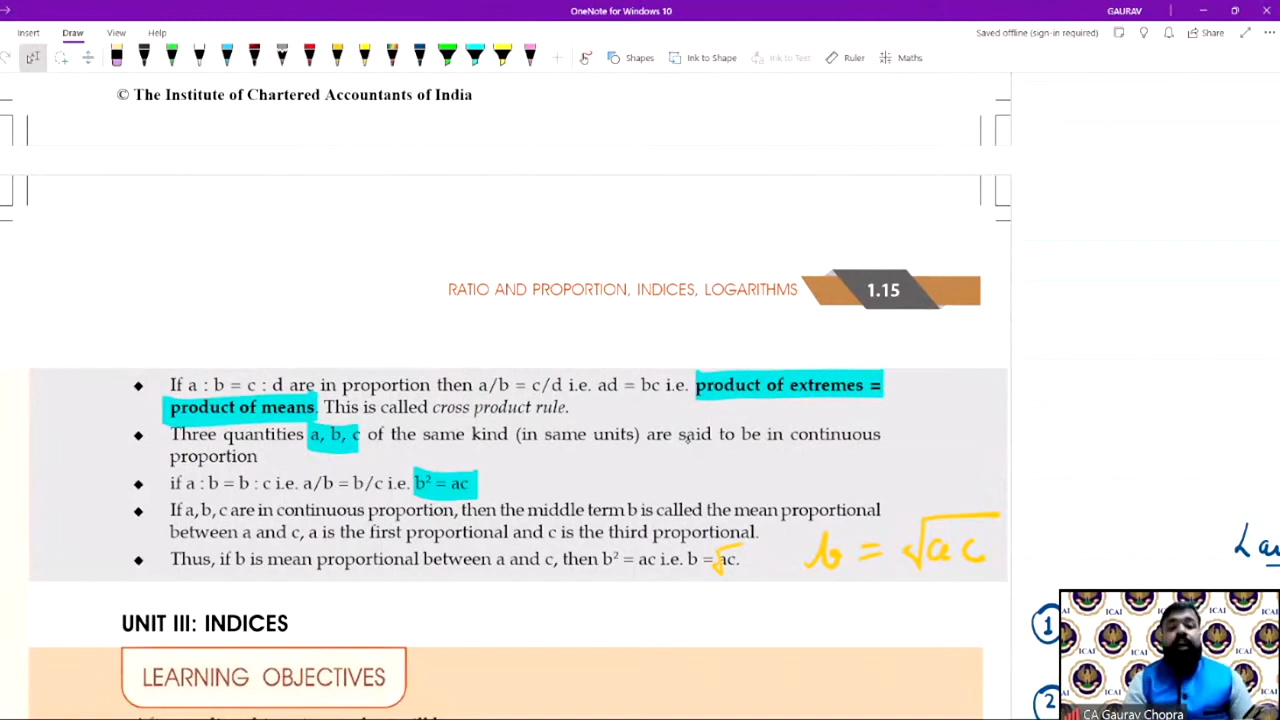 OneNote for Windows 10
GAURAV
Insert Draw View Help
Saved offline (sign-in required)
Share
Shapes Ink to Shape Ink to Text Ruler Maths
© The Institute of Chartered Accountants of India
RATIO AND PROPORTION, INDICES, LOGARITHMS 1.15
♦ If a : b = c : d are in proportion then a/b = c/d i.e. ad = bc i.e. product of extremes =
product of means. This is called cross product rule.
♦ Three quantities a, b, c of the same kind (in same units) are said to be in continuous
proportion
♦ if a : b = b : c i.e. a/b = b/c i.e. b² = ac
♦ If a, b, c are in continuous proportion, then the middle term b is called the mean proportional
between a and c, a is the first proportional and c is the third proportional.
♦ Thus, if b is mean proportional between a and c, then b² = ac i.e. b = √ac.
b = √ac
UNIT III: INDICES
LEARNING OBJECTIVES
1
2
ICAI ICAI ICAI
ICAI
CA Gaurav Chopra